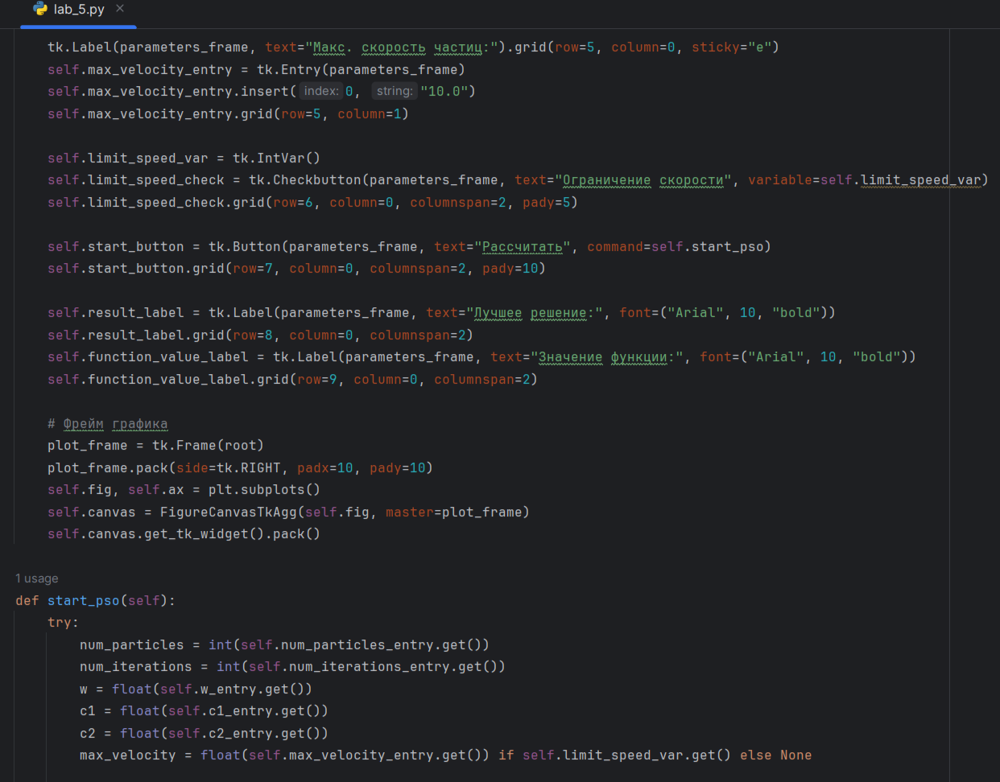 lab_5.py
tk.Label(parameters_frame, text="Макс. скорость частиц:").grid(row=5, column=0, sticky="e")
self.max_velocity_entry = tk.Entry(parameters_frame)
self.max_velocity_entry.insert( index: 0, string: "10.0")
self.max_velocity_entry.grid(row=5, column=1)
self.limit_speed_var = tk.IntVar()
self.limit_speed_check = tk.Checkbutton(parameters_frame, text="Ограничение скорости", variable=self.limit_speed_var)
self.limit_speed_check.grid(row=6, column=0, columnspan=2, pady=5)
self.start_button = tk.Button(parameters_frame, text="Рассчитать", command=self.start_pso)
self.start_button.grid(row=7, column=0, columnspan=2, pady=10)
self.result_label = tk.Label(parameters_frame, text="Лучшее решение:", font=("Arial", 10, "bold"))
self.result_label.grid(row=8, column=0, columnspan=2)
self.function_value_label = tk.Label(parameters_frame, text="Значение функции:", font=("Arial", 10, "bold"))
self.function_value_label.grid(row=9, column=0, columnspan=2)
# Фрейм графика
plot_frame = tk.Frame(root)
plot_frame.pack(side=tk.RIGHT, padx=10, pady=10)
self.fig, self.ax = plt.subplots()
self.canvas = FigureCanvasTkAgg(self.fig, master=plot_frame)
self.canvas.get_tk_widget().pack()
1 usage
def start_pso(self):
try:
num_particles = int(self.num_particles_entry.get())
num_iterations = int(self.num_iterations_entry.get())
w = float(self.w_entry.get())
c1 = float(self.c1_entry.get())
c2 = float(self.c2_entry.get())
max_velocity = float(self.max_velocity_entry.get()) if self.limit_speed_var.get() else None